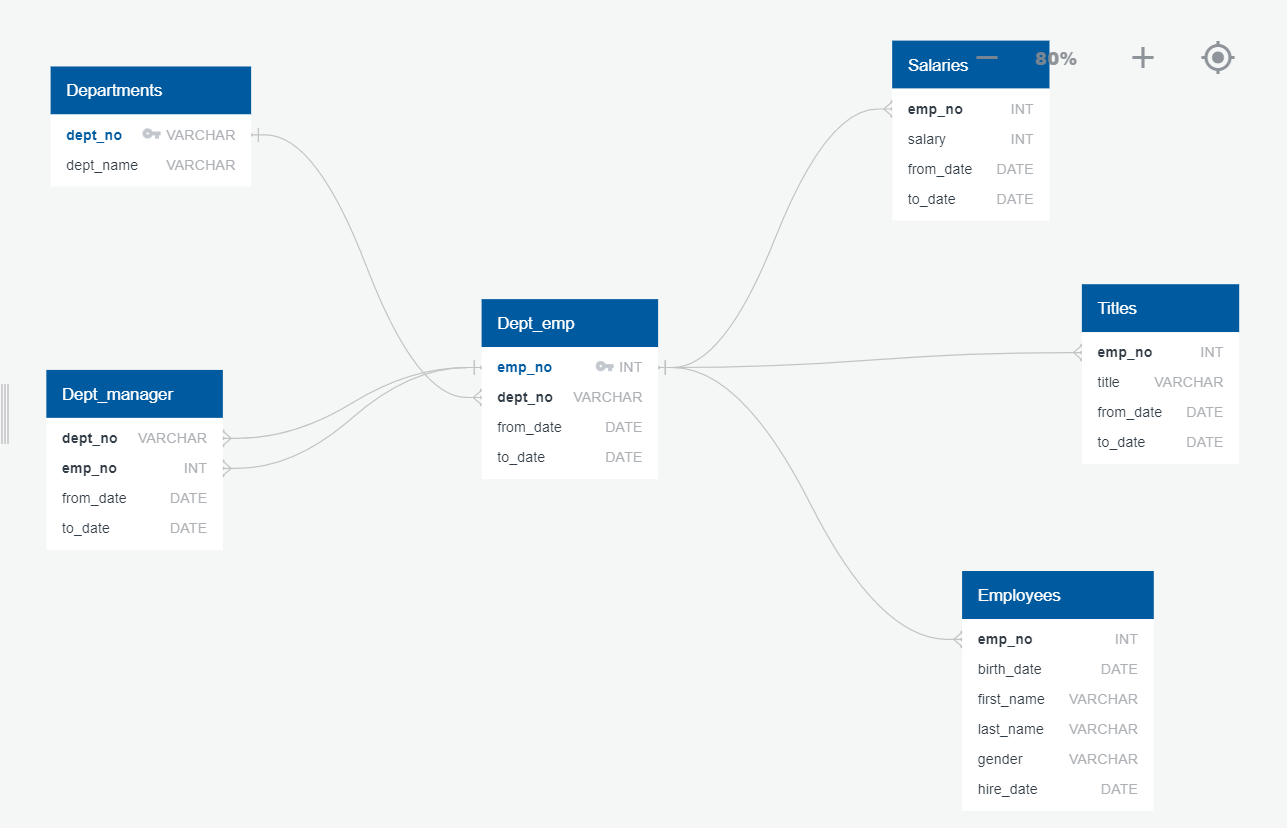 Departments
dept_no VARCHAR
dept_name VARCHAR
Dept_manager
dept_no VARCHAR
emp_no INT
from_date DATE
to_date DATE
Dept_emp
emp_no INT
dept_no VARCHAR
from_date DATE
to_date DATE
Salaries
80%
emp_no INT
salary INT
from_date DATE
to_date DATE
Titles
emp_no INT
title VARCHAR
from_date DATE
to_date DATE
Employees
emp_no INT
birth_date DATE
first_name VARCHAR
last_name VARCHAR
gender VARCHAR
hire_date DATE